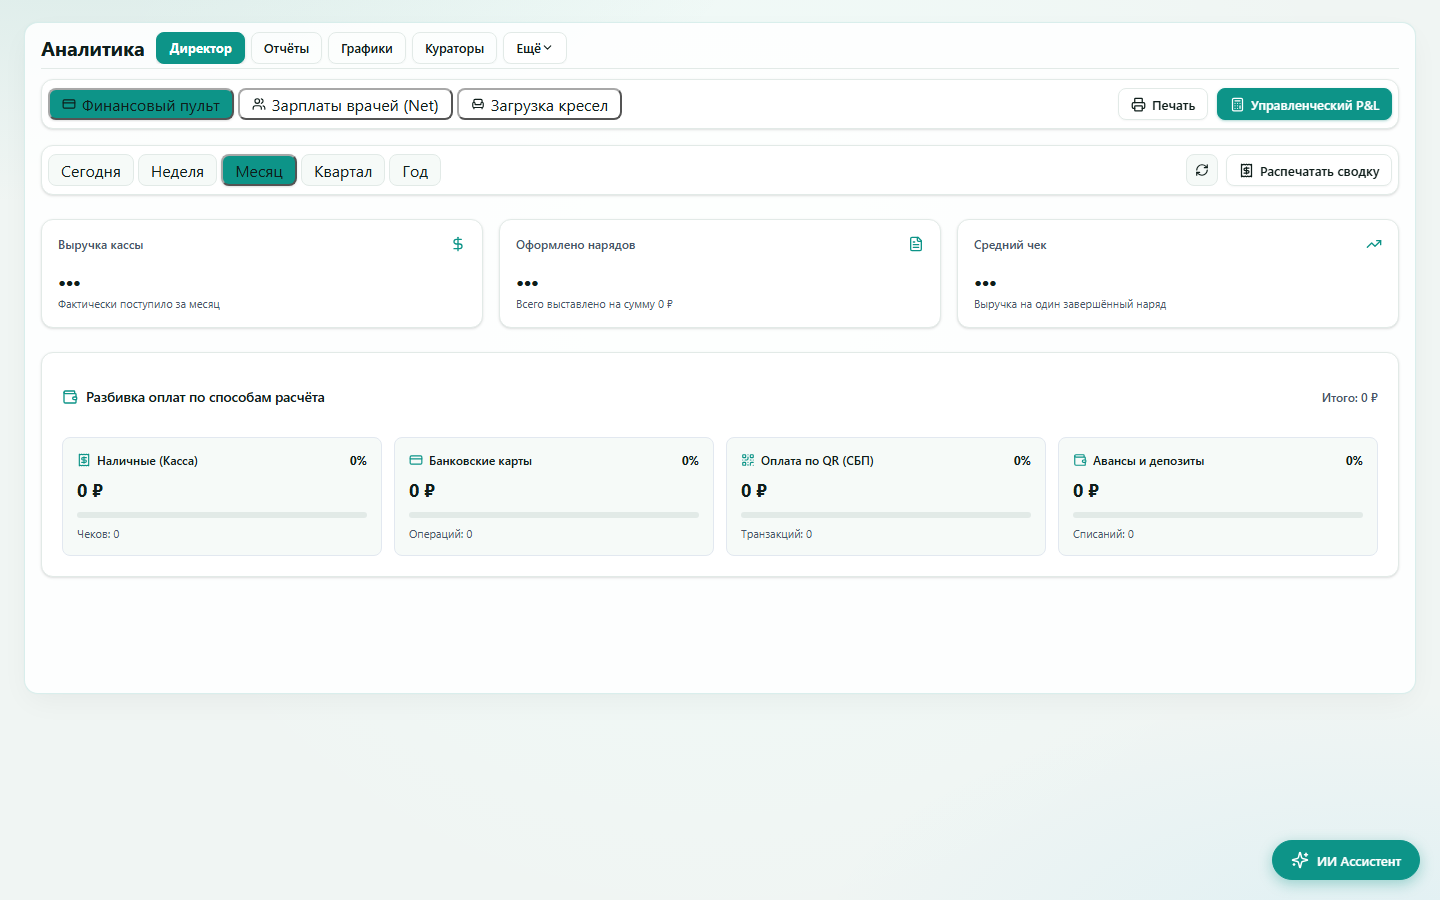 Аналитика Директор Отчёты Графики Кураторы Ещё
Финансовый пульт Зарплаты врачей (Net) Загрузка кресел Печать Управленческий P&L
Сегодня Неделя Месяц Квартал Год Распечатать сводку
Выручка кассы
•••
Фактически поступило за месяц
Оформлено нарядов
•••
Всего выставлено на сумму 0 ₽
Средний чек
•••
Выручка на один завершённый наряд
Разбивка оплат по способам расчёта Итого: 0 ₽
Наличные (Касса) 0%
0 ₽
Чеков: 0
Банковские карты 0%
0 ₽
Операций: 0
Оплата по QR (СБП) 0%
0 ₽
Транзакций: 0
Авансы и депозиты 0%
0 ₽
Списаний: 0
ИИ Ассистент